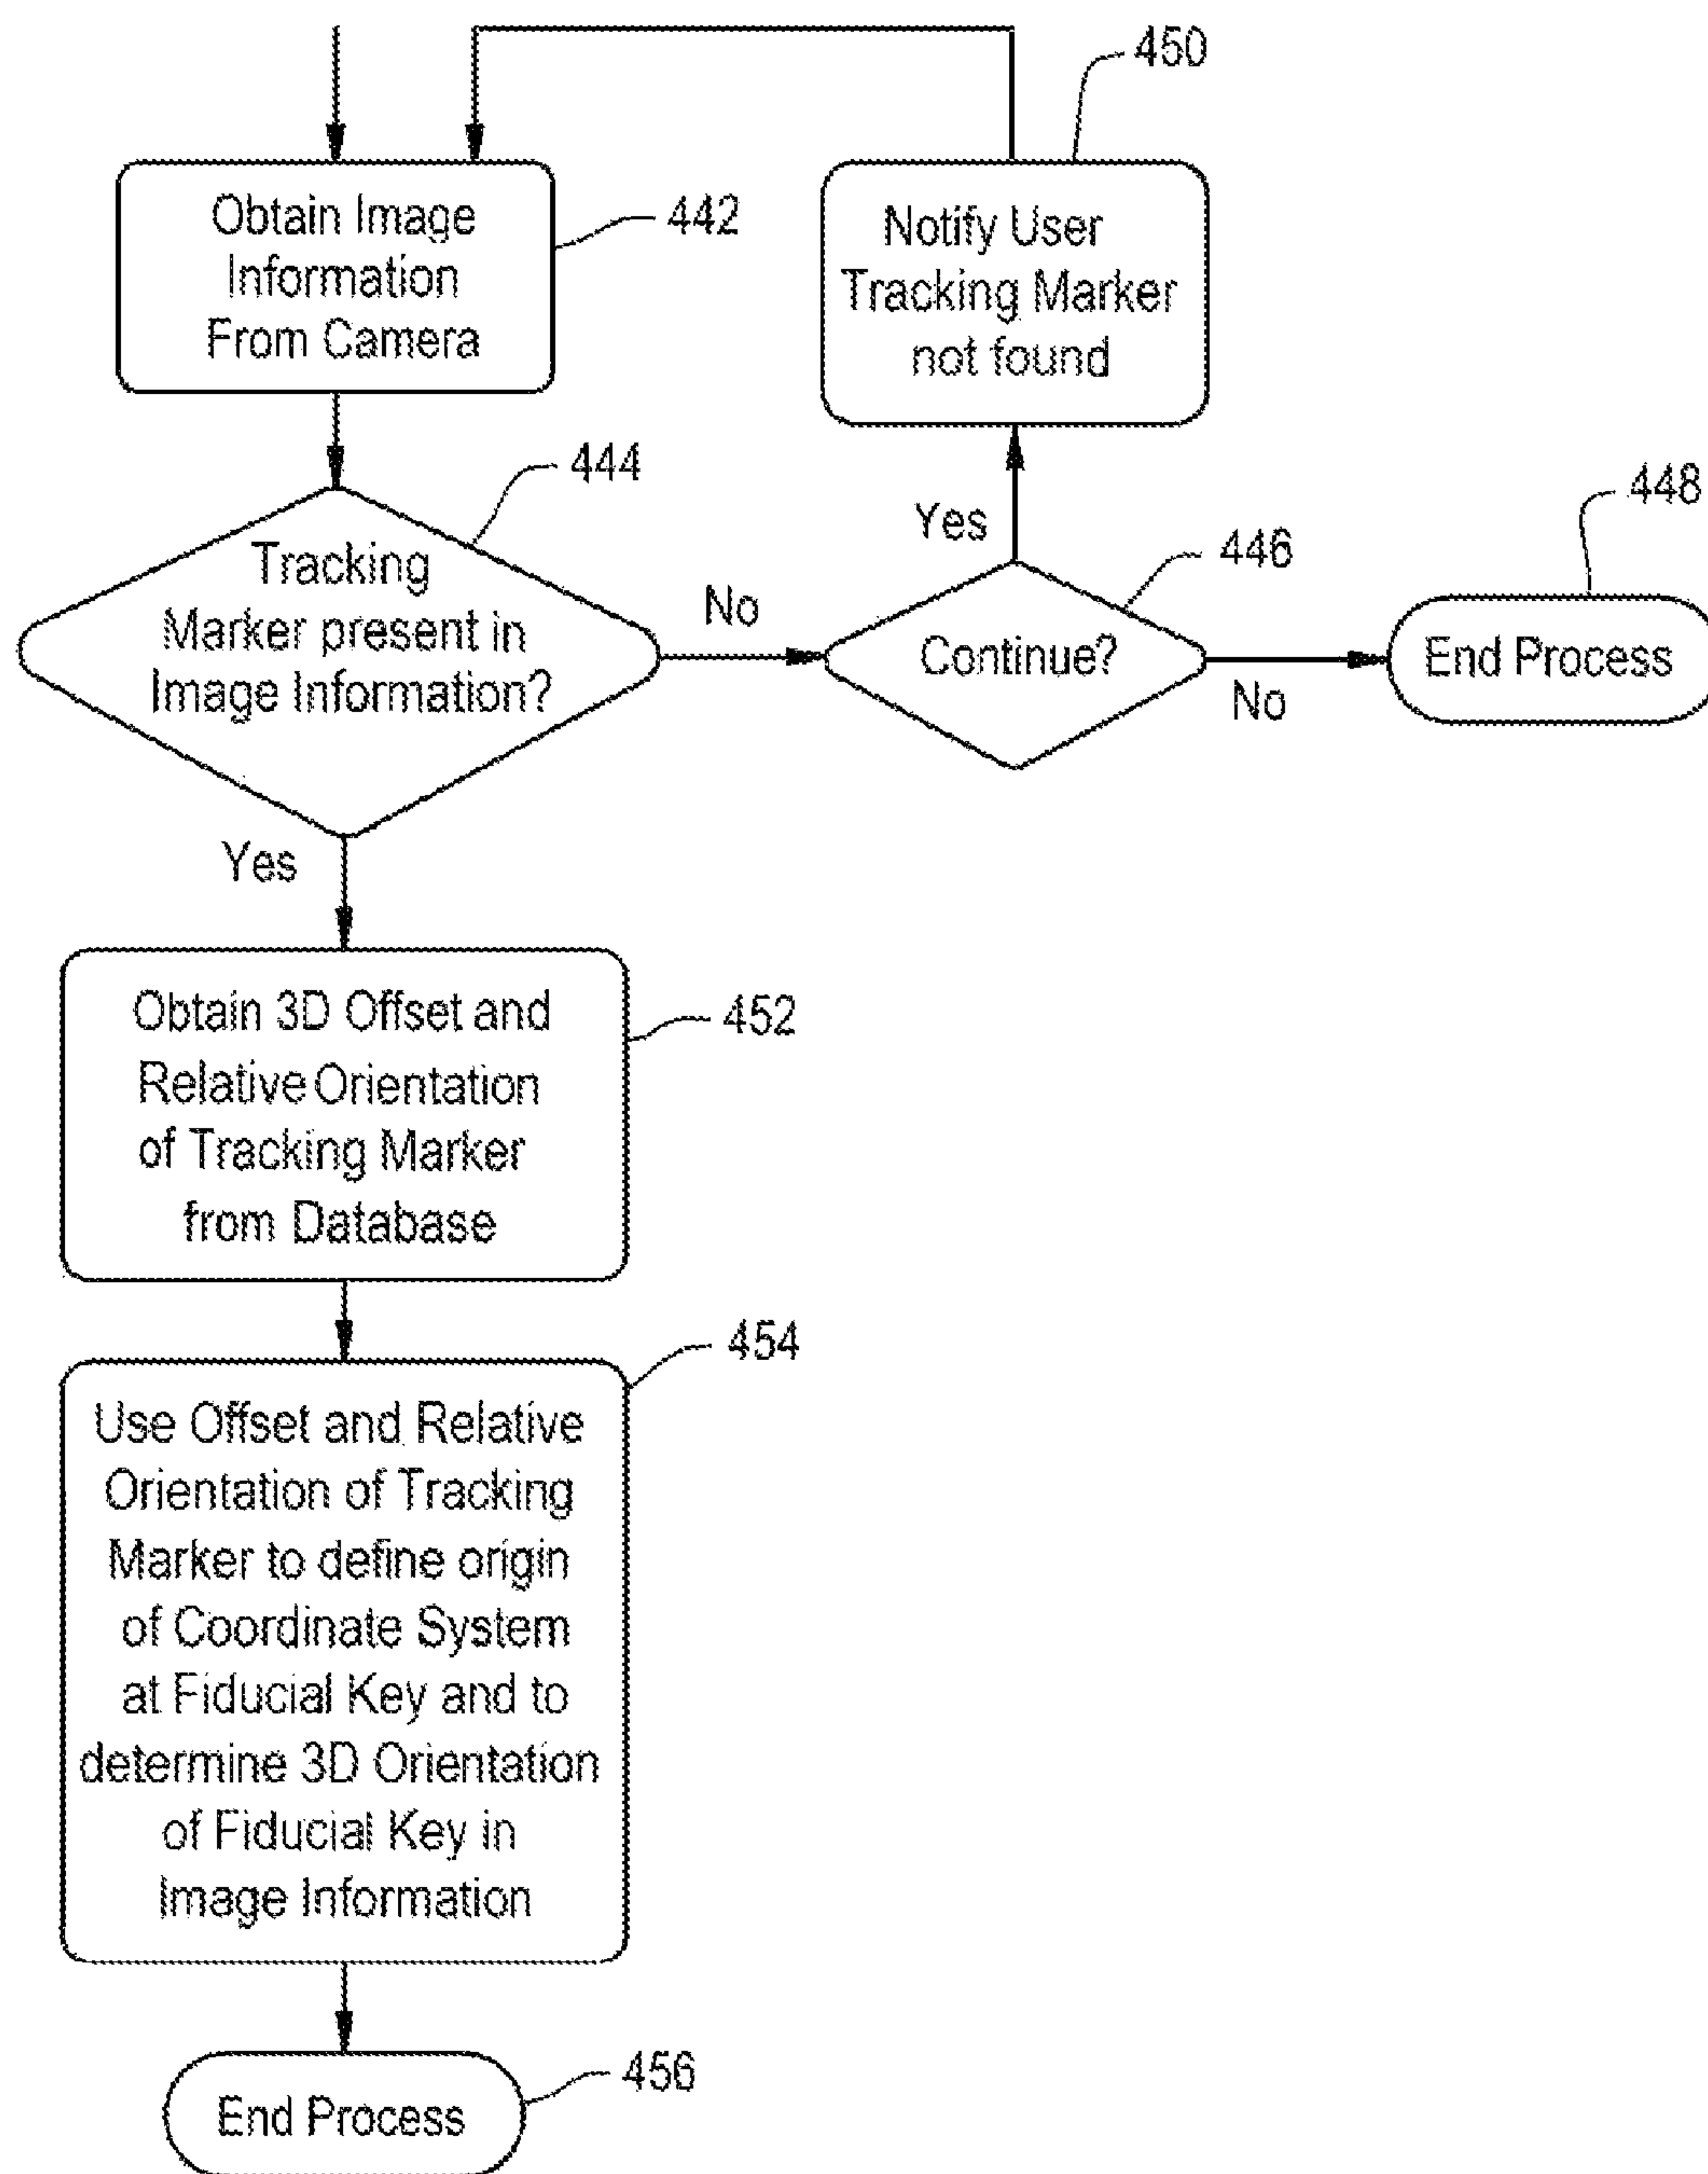 450
Obtain Image
Information
From Camera
442
Notify User
Tracking Marker
not found
444
Tracking
Marker present in
Image Information?
No
Yes
446
Continue?
No
448
End Process
Yes
Obtain 3D Offset and
Relative Orientation
of Tracking Marker
from Database
452
454
Use Offset and Relative
Orientation of Tracking
Marker to define origin
of Coordinate System
at Fiducial Key and to
determine 3D Orientation
of Fiducial Key in
Image Information
End Process
456